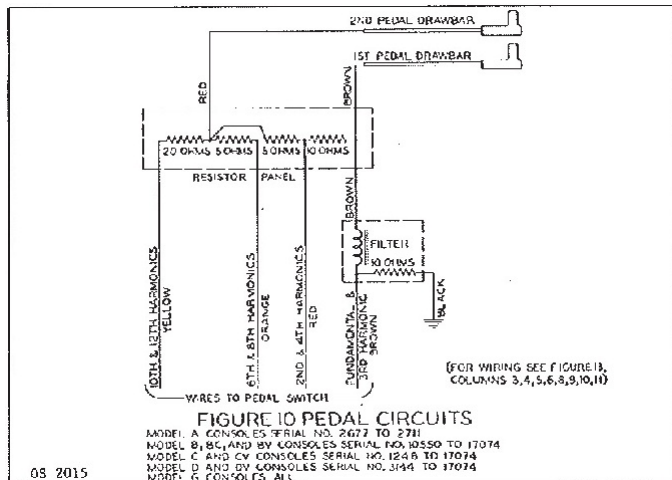 2ND PEDAL DRAWBAR
1ST PEDAL DRAWBAR
RED
BROWN
20 OHMS 5 OHMS 5 OHMS 10 OHMS
RESISTOR PANEL
BROWN
FILTER
10 OHMS
BLACK
10TH & 12TH HARMONICS
YELLOW
6TH & 8TH HARMONICS
ORANGE
2ND & 4TH HARMONICS
RED
FUNDAMENTAL &
3RD HARMONIC
BROWN
(FOR WIRING SEE FIGURE 13,
COLUMNS 3,4,5,6,8,9,10,11)
WIRES TO PEDAL SWITCH
FIGURE 10 PEDAL CIRCUITS
MODEL A CONSOLES SERIAL NO. 2677 TO 2711
MODEL B, BC, AND BV CONSOLES SERIAL NO. 10550 TO 17074
MODEL C AND CV CONSOLES SERIAL NO. 1248 TO 17074
MODEL D AND DV CONSOLES SERIAL NO. 3144 TO 17074
MODEL G CONSOLES ALL
OS 2015